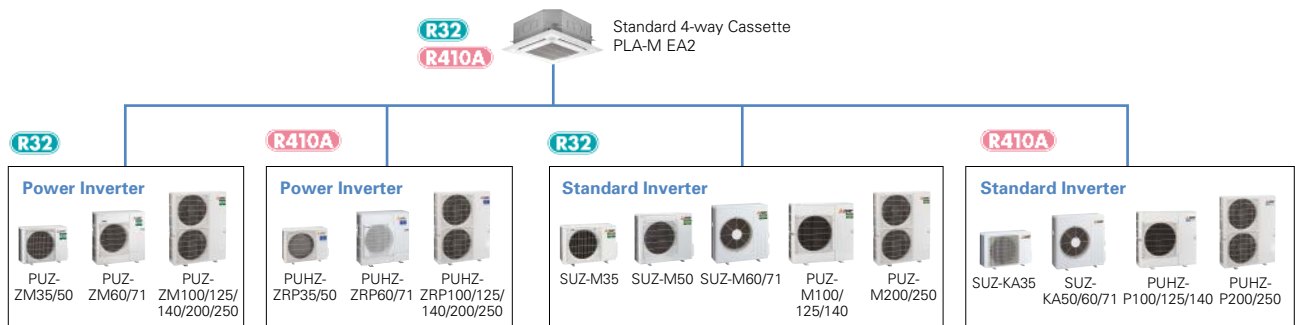 R32
R410A
Standard 4-way Cassette
PLA-M EA2
R32
Power Inverter
PUZ-
ZM35/50
PUZ-
ZM60/71
PUZ-
ZM100/125/
140/200/250
R410A
Power Inverter
PUHZ-
ZRP35/50
PUHZ-
ZRP60/71
PUHZ-
ZRP100/125/
140/200/250
R32
Standard Inverter
SUZ-M35
SUZ-M50
SUZ-M60/71
PUZ-
M100/
125/140
PUZ-
M200/250
R410A
Standard Inverter
SUZ-KA35
SUZ-
KA50/60/71
PUHZ-
P100/125/140
PUHZ-
P200/250